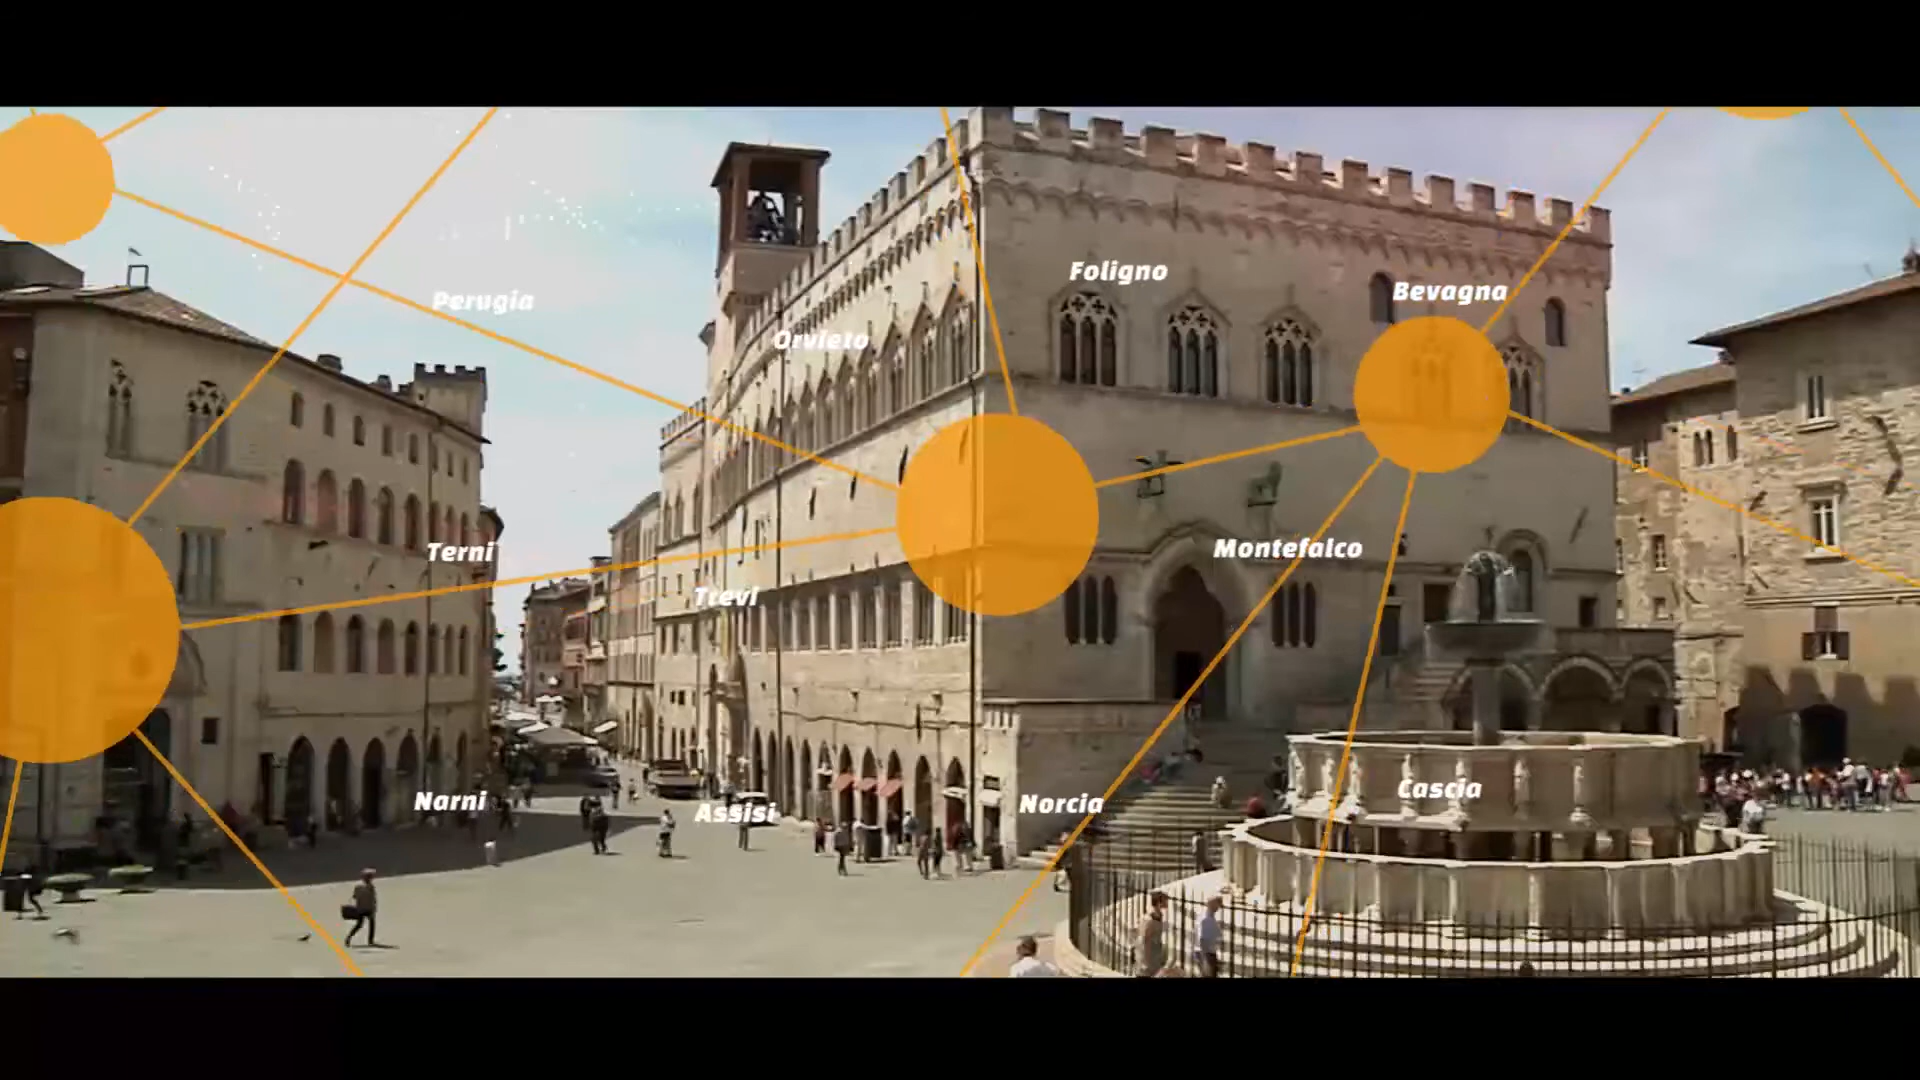 Foligno
Bevagna
Perugia
Orvieto
Montefalco
Terni
Trevi
Cascia
Narni
Norcia
Assisi